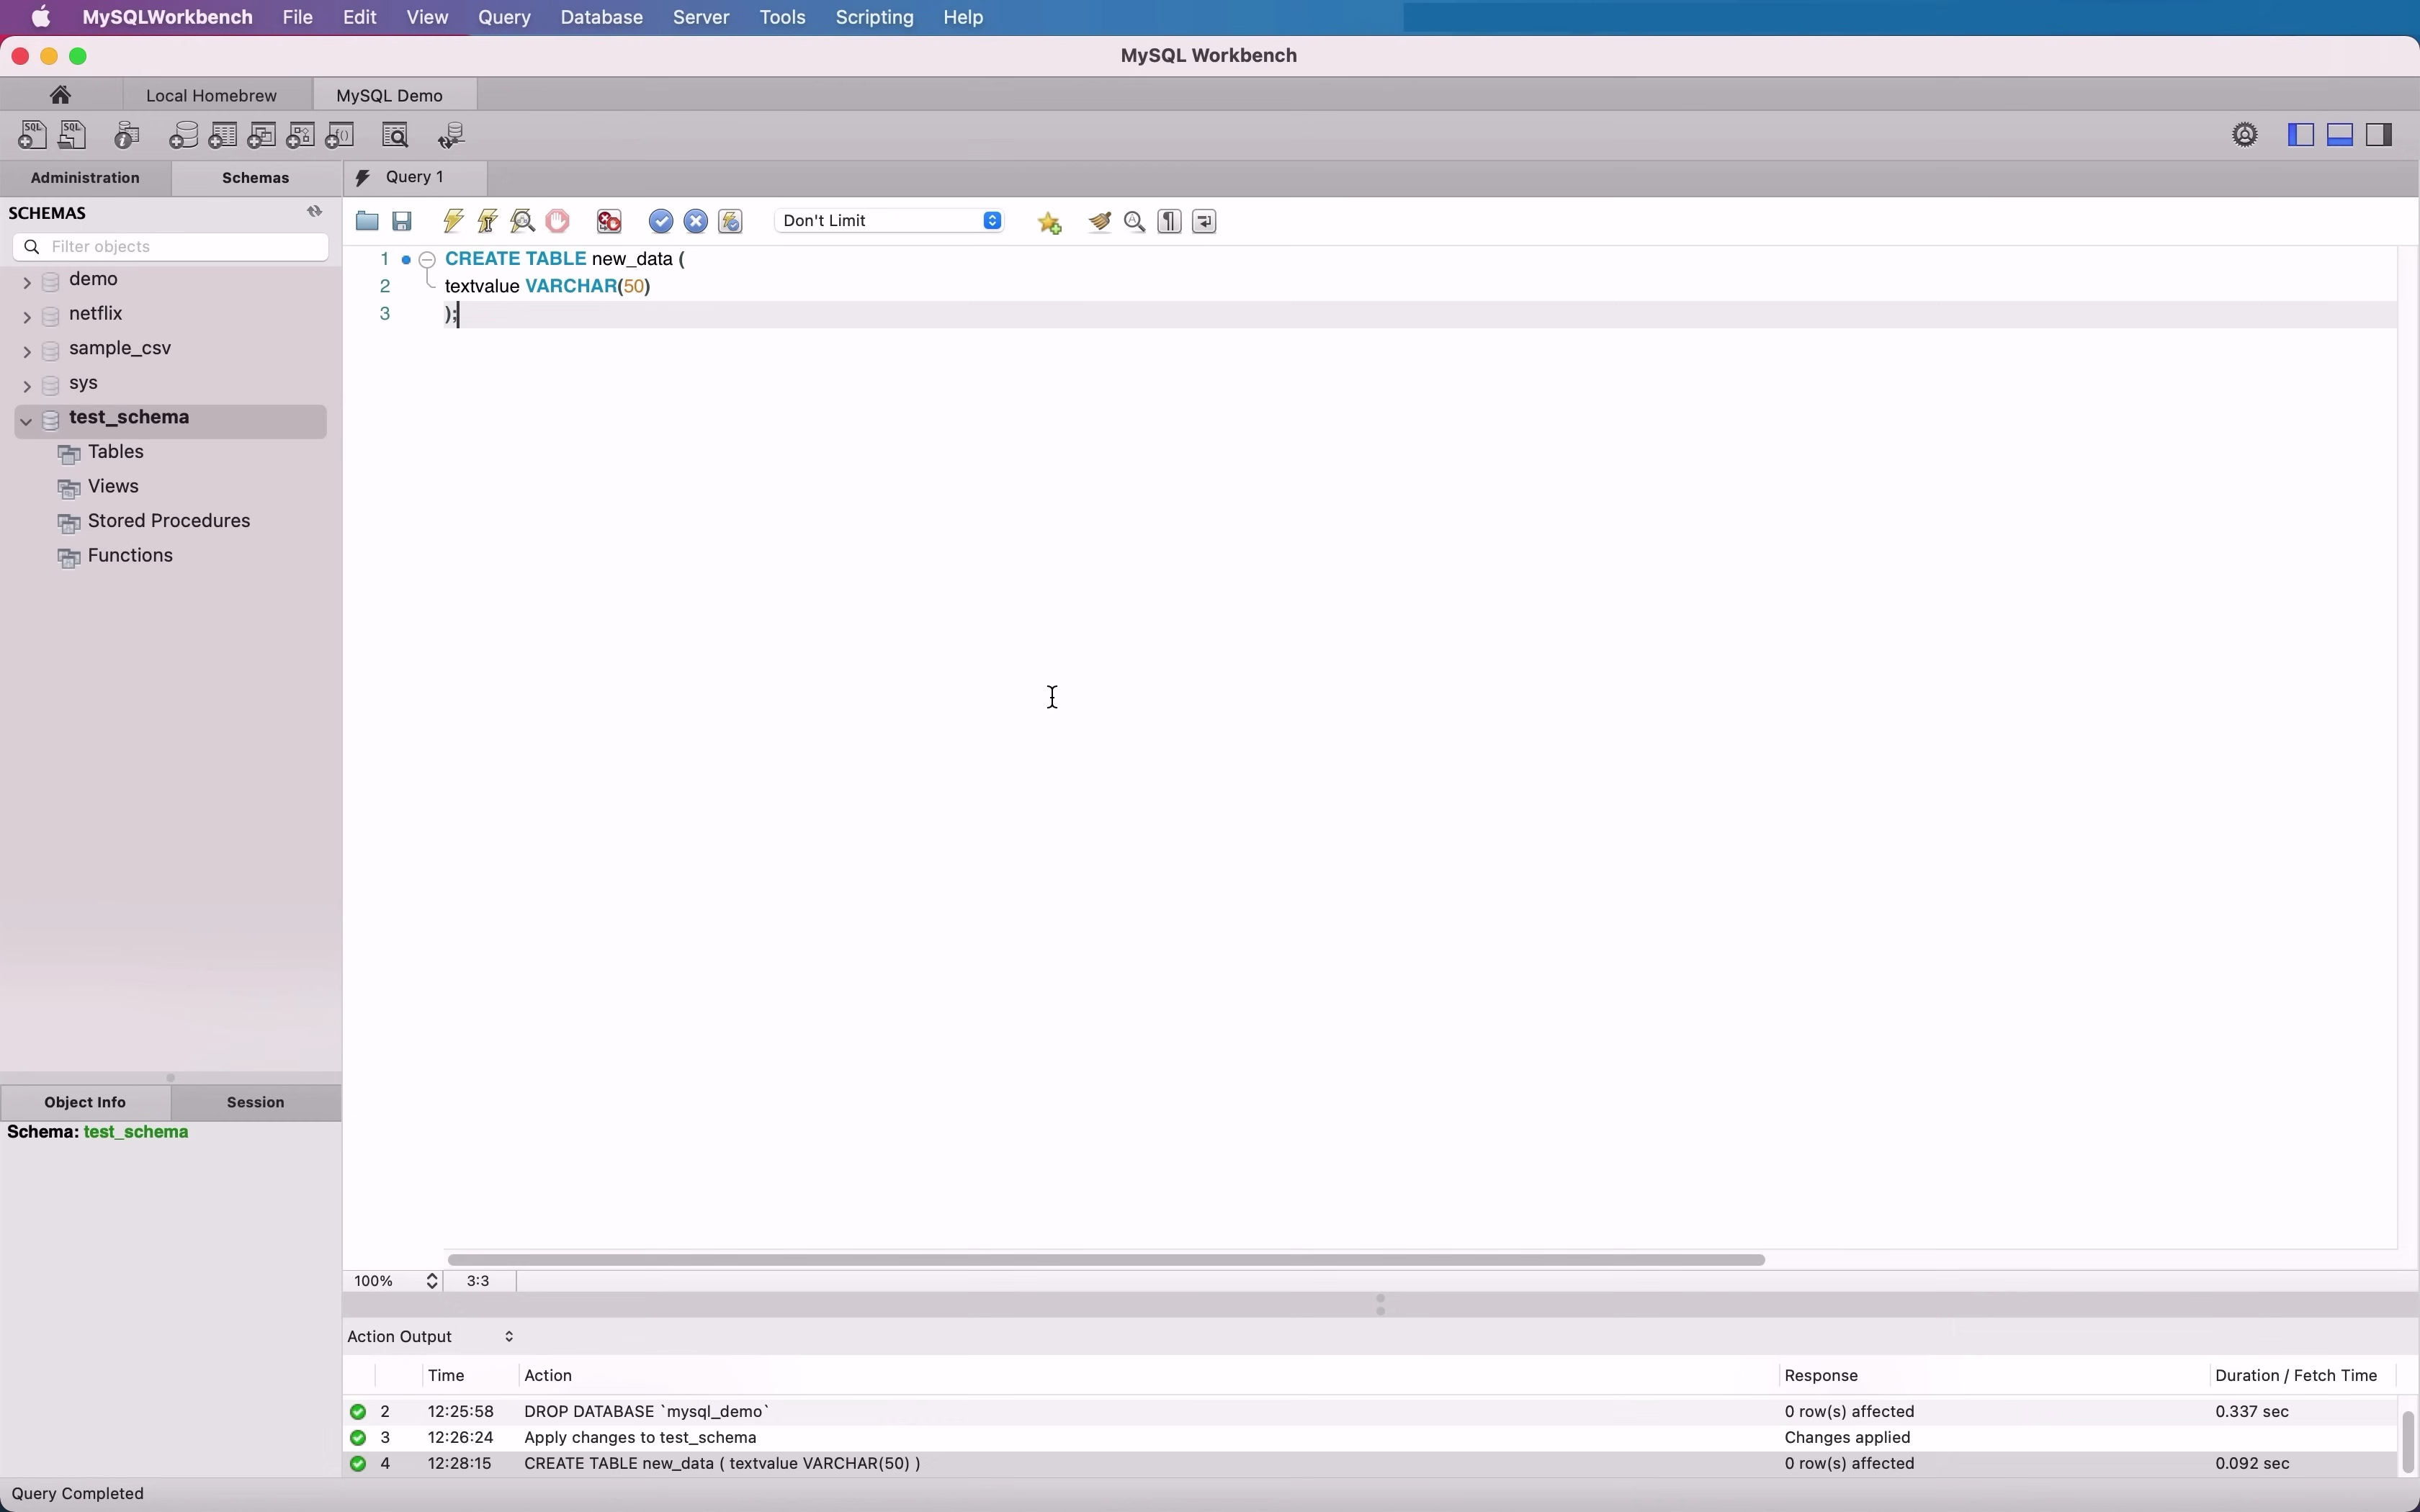 MySQLWorkbench File Edit View Query Database Server Tools Scripting Help
MySQL Workbench
Local Homebrew MySQL Demo
Administration Schemas Query 1
SCHEMAS
Filter objects
Don't Limit
demo
netflix
sample_csv
sys
test_schema
Tables
Views
Stored Procedures
Functions
1 CREATE TABLE new_data (
2 textvalue VARCHAR(50)
3 );
Object Info Session
Schema: test_schema
100% 3:3
Action Output
Time Action Response Duration / Fetch Time
2 12:25:58 DROP DATABASE `mysql_demo` 0 row(s) affected 0.337 sec
3 12:26:24 Apply changes to test_schema Changes applied
4 12:28:15 CREATE TABLE new_data ( textvalue VARCHAR(50) ) 0 row(s) affected 0.092 sec
Query Completed